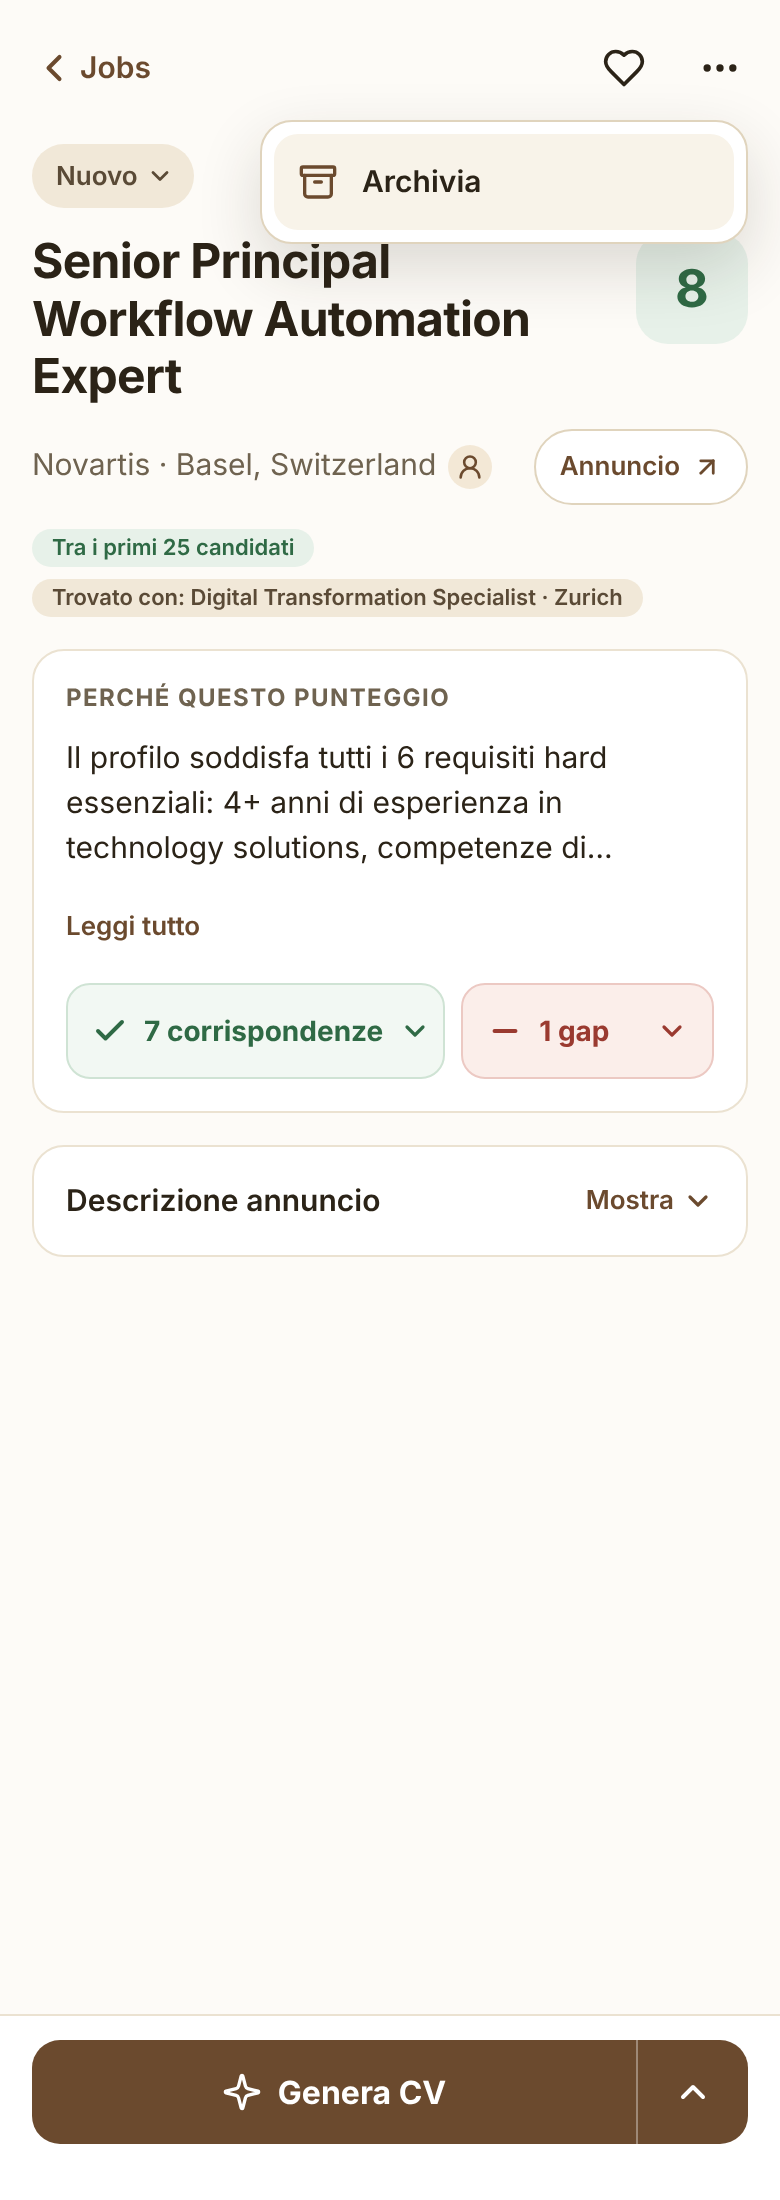 Jobs
Archivia
Nuovo
Senior Principal
Workflow Automation
Expert
8
Novartis · Basel, Switzerland
Annuncio
Tra i primi 25 candidati
Trovato con: Digital Transformation Specialist · Zurich
PERCHÉ QUESTO PUNTEGGIO
Il profilo soddisfa tutti i 6 requisiti hard
essenziali: 4+ anni di esperienza in
technology solutions, competenze di...
Leggi tutto
7 corrispondenze
1 gap
Descrizione annuncio
Mostra
Genera CV